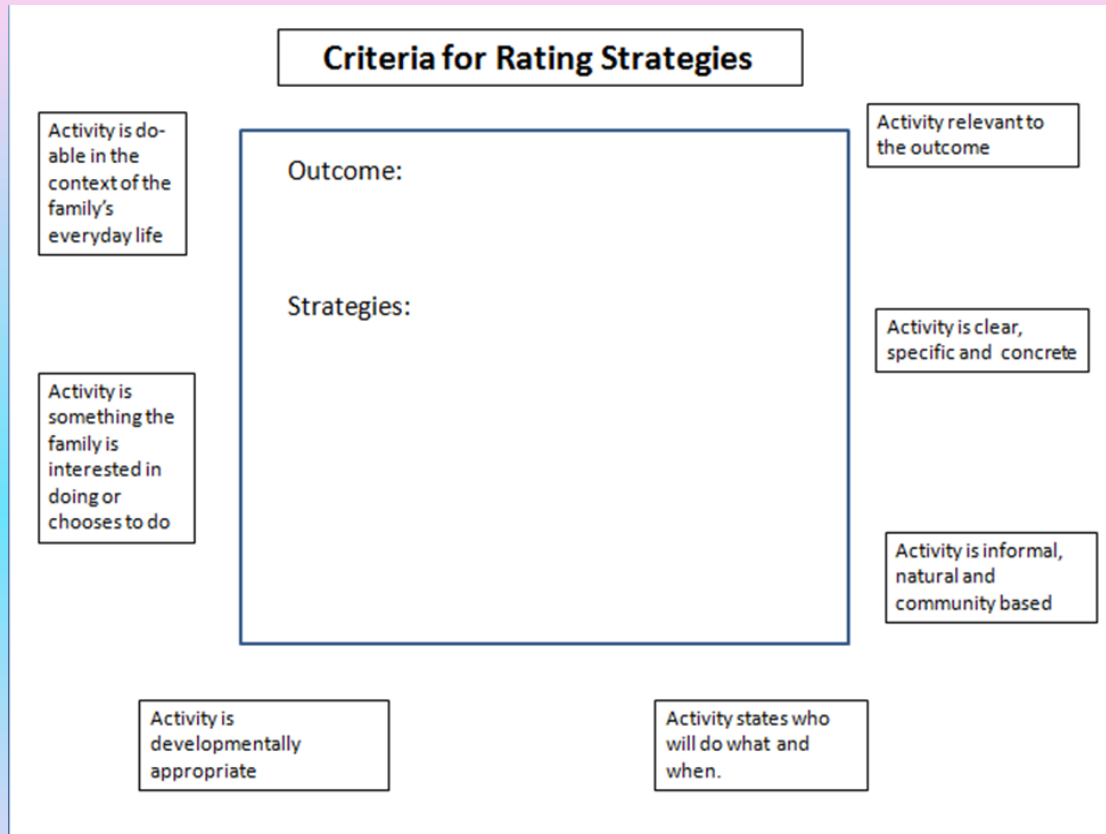 Criteria for Rating Strategies
Activity is do-
able in the
context of the
family's
everyday life
Activity relevant to
the outcome
Outcome:
Strategies:
Activity is clear,
specific and concrete
Activity is
something the
family is
interested in
doing or
chooses to do
Activity is informal,
natural and
community based
Activity is
developmentally
appropriate
Activity states who
will do what and
when.